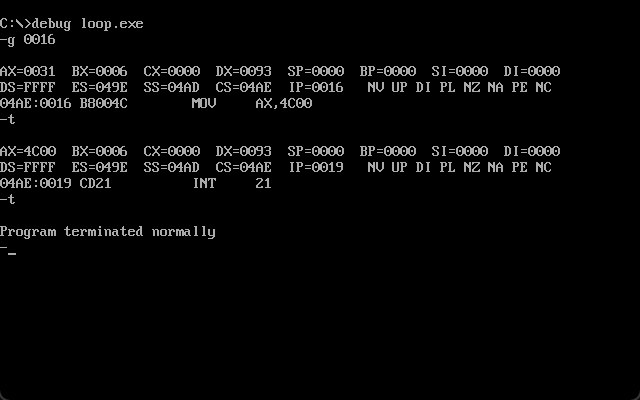 C:\>debug loop.exe
-g 0016
AX=0031  BX=0006  CX=0000  DX=0093  SP=0000  BP=0000  SI=0000  DI=0000
DS=FFFF  ES=049E  SS=04AD  CS=04AE  IP=0016   NV UP DI PL NZ NA PE NC
04AE:0016 B8004C        MOV     AX,4C00
-t
AX=4C00  BX=0006  CX=0000  DX=0093  SP=0000  BP=0000  SI=0000  DI=0000
DS=FFFF  ES=049E  SS=04AD  CS=04AE  IP=0019   NV UP DI PL NZ NA PE NC
04AE:0019 CD21          INT     21
-t
Program terminated normally
-_